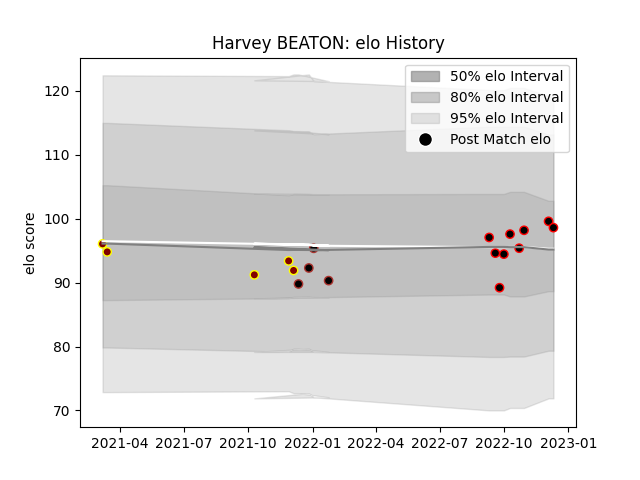 Harvey BEATON: elo History
50% elo Interval
80% elo Interval
95% elo Interval
Post Match elo
elo score
120
110
100
90
80
70
2021-04 2021-07 2021-10 2022-01 2022-04 2022-07 2022-10 2023-01